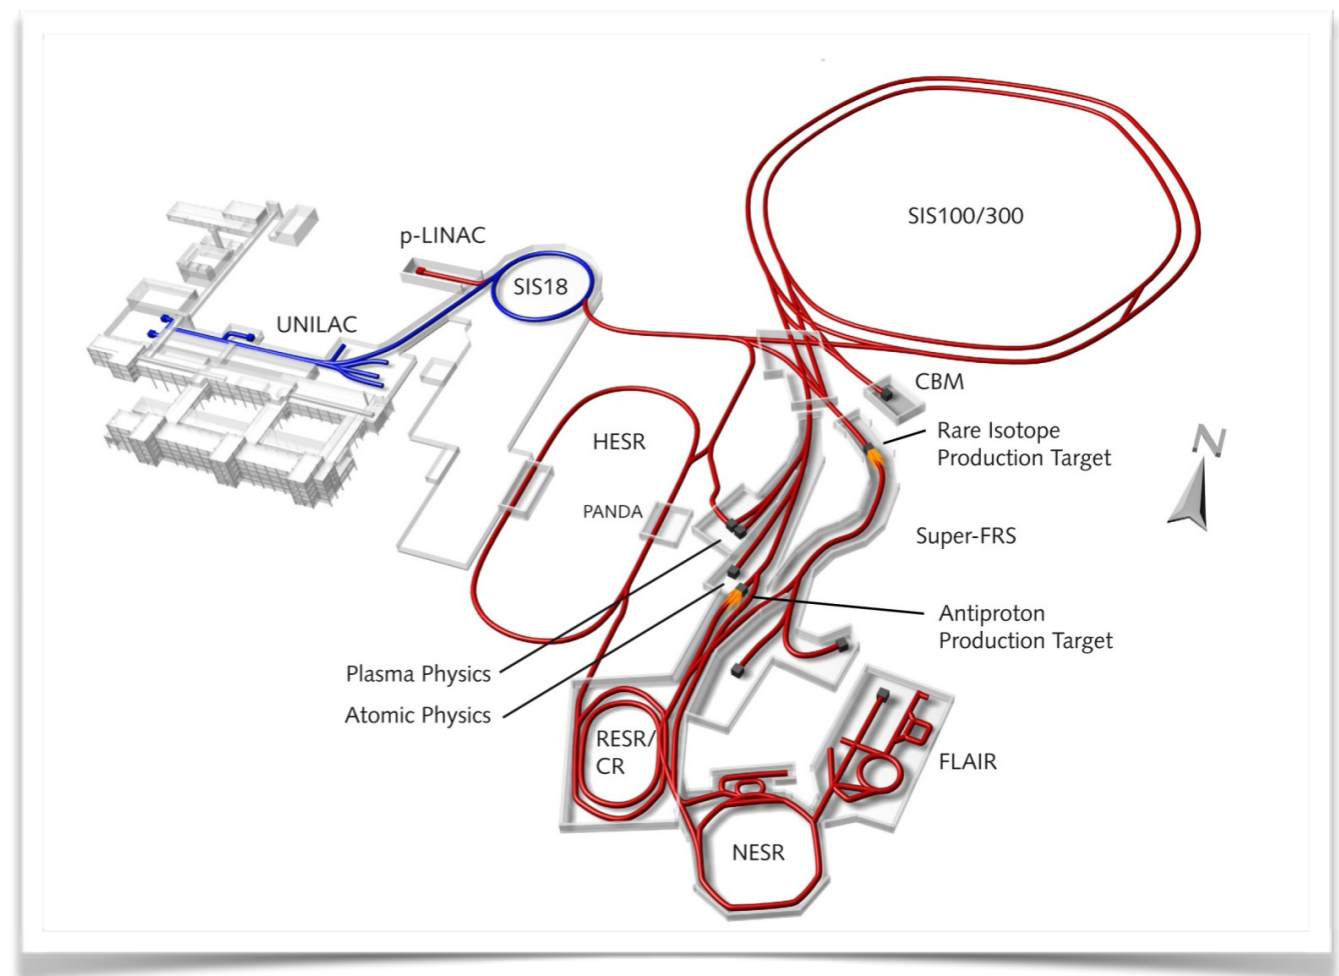 SIS100/300
p-LINAC
SIS18
UNILAC
CBM
Rare Isotope
Production Target
HESR
N
PANDA
Super-FRS
Antiproton
Production Target
Plasma Physics
Atomic Physics
RESR/
CR
FLAIR
NESR